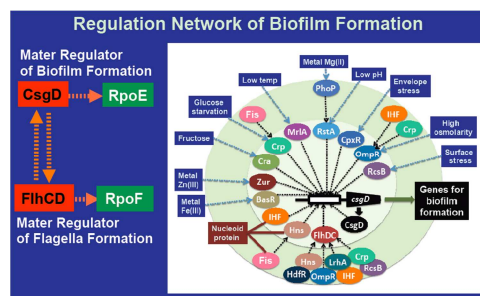 Regulation Network of Biofilm Formation
Mater Regulator
of Biofilm Formation
CsgD
RpoE
FlhCD
RpoF
Mater Regulator
of Flagella Formation
Metal Mg(II)
Low temp
Low pH
Envelope
stress
Glucose
starvation
Fructose
Metal
Zn(III)
Metal
Fe(III)
Nucleoid
protein
High
osmolarity
Surface
stress
PhoP
Fis
MrlA
RstA
CpxR
IHF
Crp
Crp
OmpR
Cra
RcsB
Zur
BasR
IHF
Hns
FlhDC
csgD
CsgD
Genes for
biofilm
formation
Fis
Hns
LrhA
Crp
RcsB
HdfR
OmpR
IHF